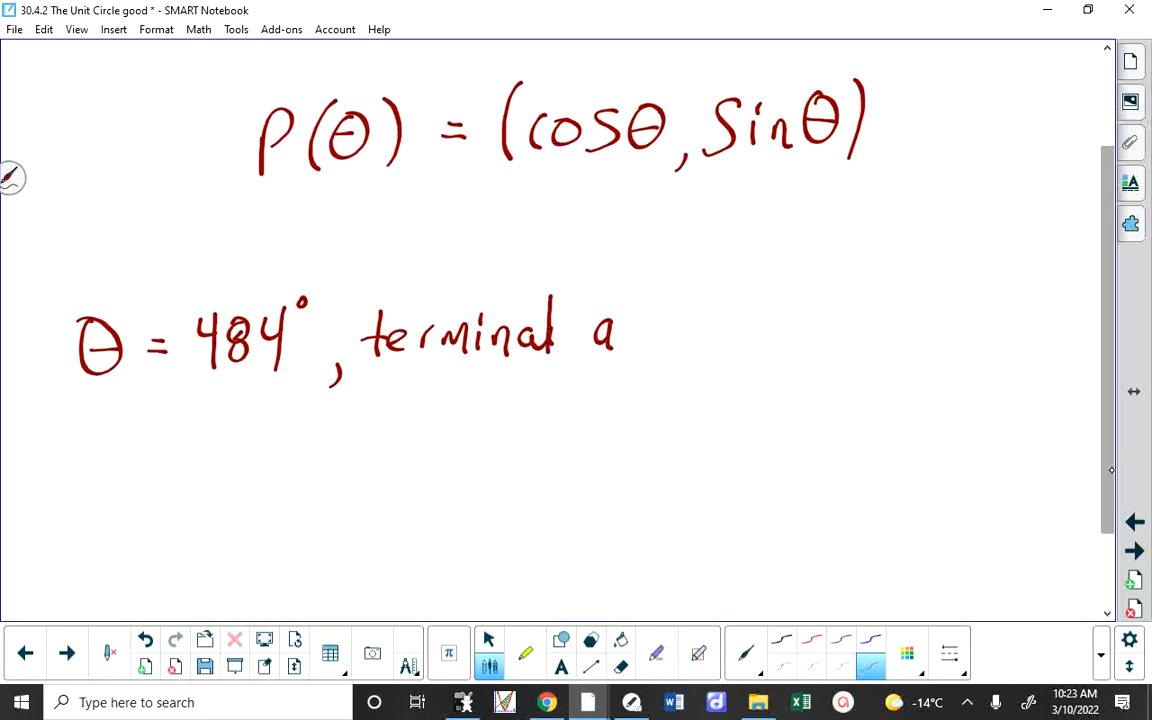 30.4.2 The Unit Circle good * - SMART Notebook
File Edit View Insert Format Math Tools Add-ons Account Help
P(θ) = (cosθ, sinθ)
θ = 484°, terminal a
π
A
Type here to search
-14°C
10:23 AM
3/10/2022